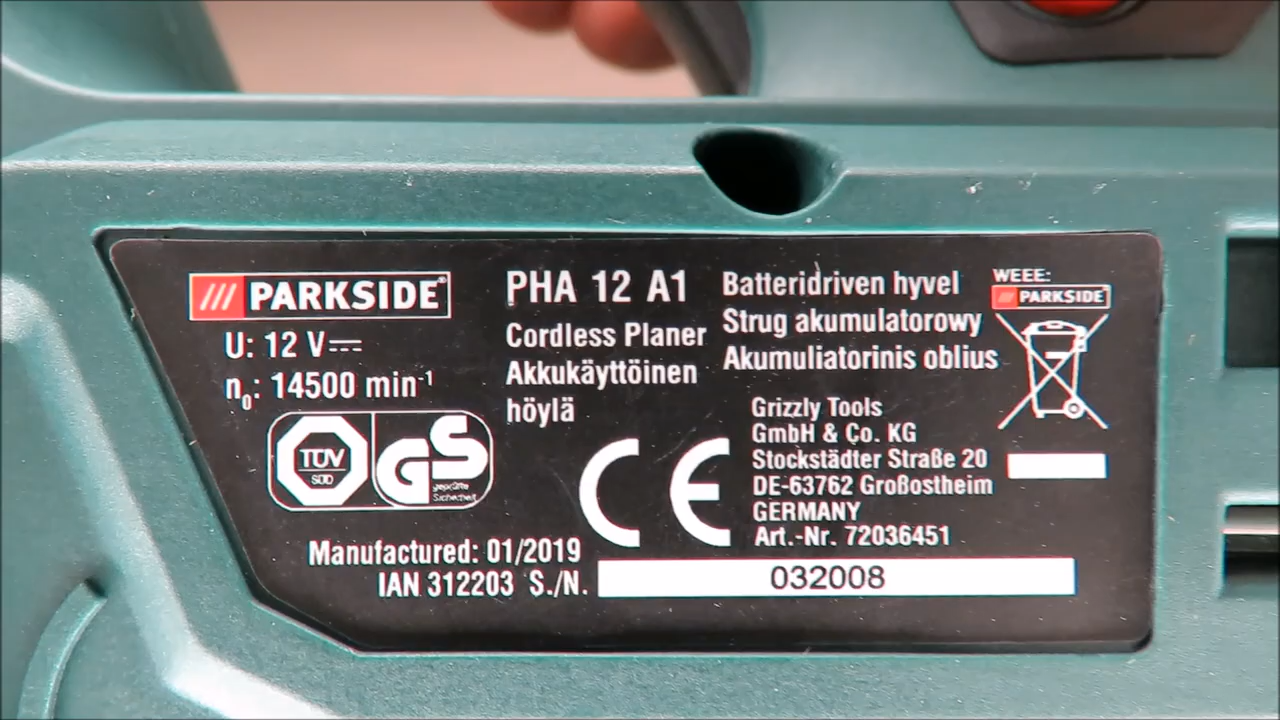 PARKSIDE®
U: 12 V
n0: 14500 min-1
TÜV
SÜD
GS
geprüfte
Sicherheit
PHA 12 A1
Cordless Planer
Akkukäyttöinen
höylä
Batteridriven hyvel
Strug akumulatorowy
Akumuliatorinis oblius
WEEE:
PARKSIDE
CE
Grizzly Tools
GmbH & Co. KG
Stockstädter Straße 20
DE-63762 Großostheim
GERMANY
Art.-Nr. 72036451
Manufactured: 01/2019
IAN 312203 S./N. 032008